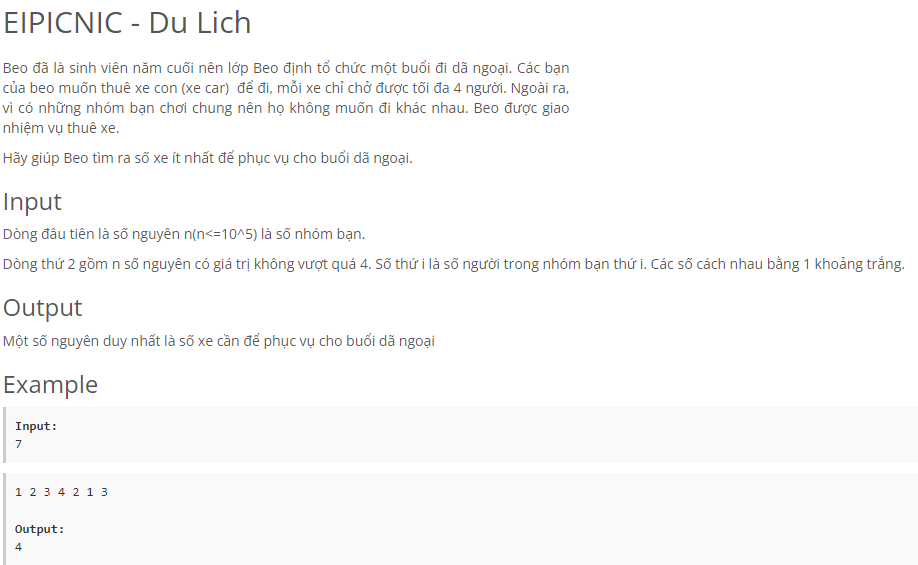 EIPICNIC - Du Lich
Beo đã là sinh viên năm cuối nên lớp Beo định tổ chức một buổi đi dã ngoại. Các bạn
của beo muốn thuê xe con (xe car) để đi, mỗi xe chỉ chở được tối đa 4 người. Ngoài ra,
vì có những nhóm bạn chơi chung nên họ không muốn đi khác nhau. Beo được giao
nhiệm vụ thuê xe.
Hãy giúp Beo tìm ra số xe ít nhất để phục vụ cho buổi dã ngoại.
Input
Dòng đâu tiên là số nguyên n(n<=10^5) là số nhóm bạn.
Dòng thứ 2 gồm n số nguyên có giá trị không vượt quá 4. Số thứ i là số người trong nhóm bạn thứ i. Các số cách nhau bằng 1 khoảng trắng.
Output
Một số nguyên duy nhất là số xe cần để phục vụ cho buổi dã ngoại
Example
Input:
7
1 2 3 4 2 1 3
Output:
4